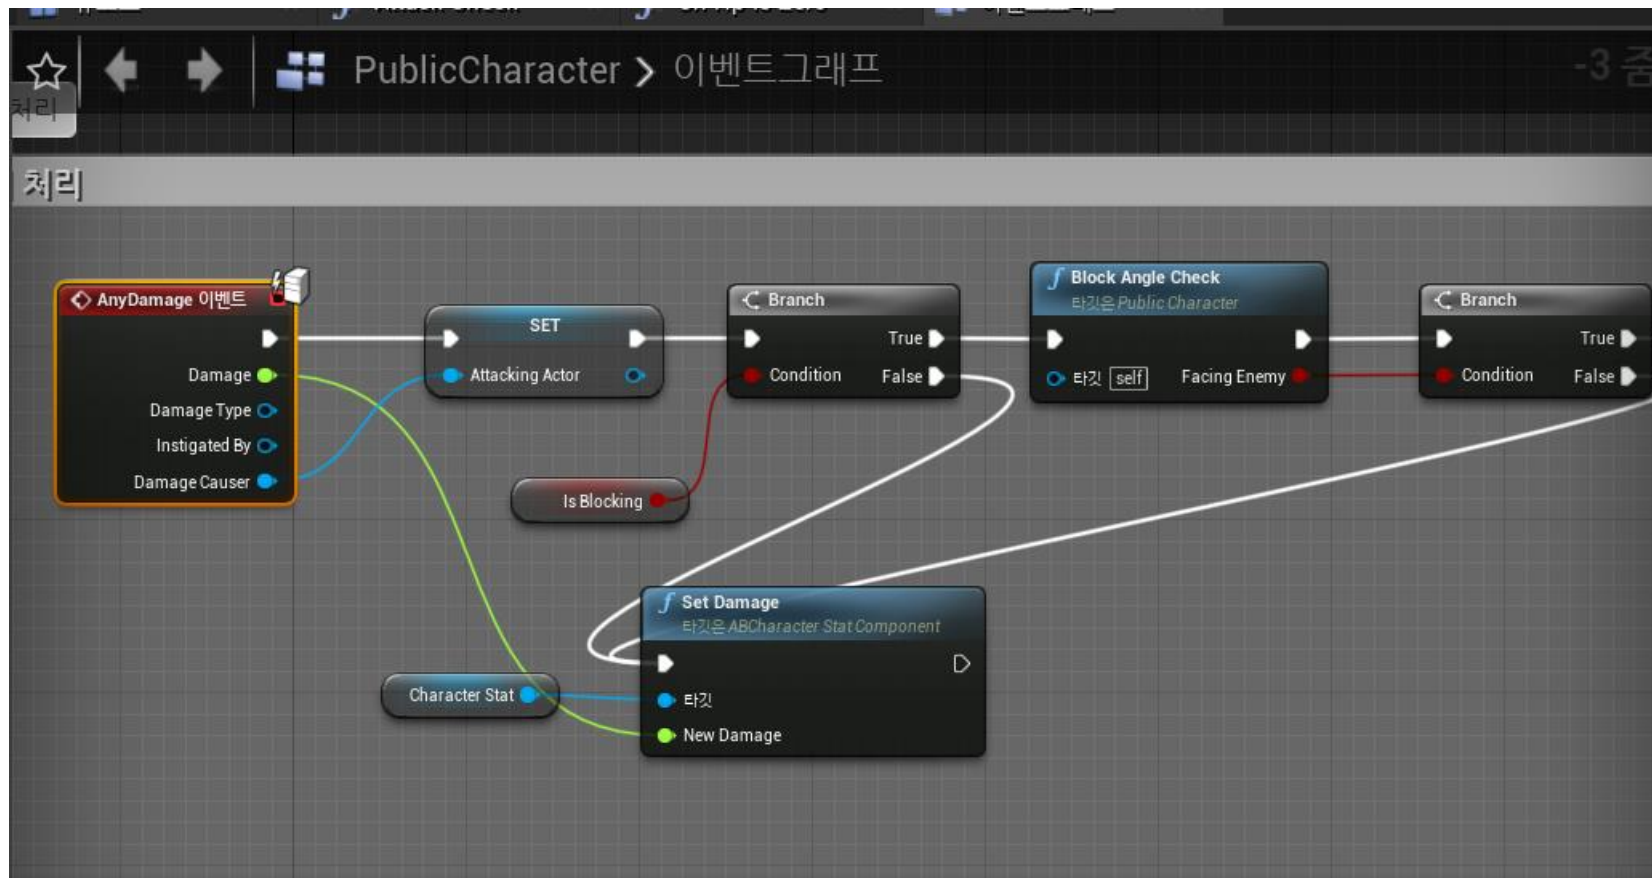 PublicCharacter > 이벤트그래프
-3 줌
처리
처리
AnyDamage 이벤트
Damage
Damage Type
Instigated By
Damage Causer
SET
Attacking Actor
Branch
True
Condition
False
Is Blocking
Block Angle Check
타깃은 Public Character
타깃 self
Facing Enemy
Branch
True
Condition
False
Set Damage
타깃은 ABCharacter Stat Component
타깃
New Damage
Character Stat